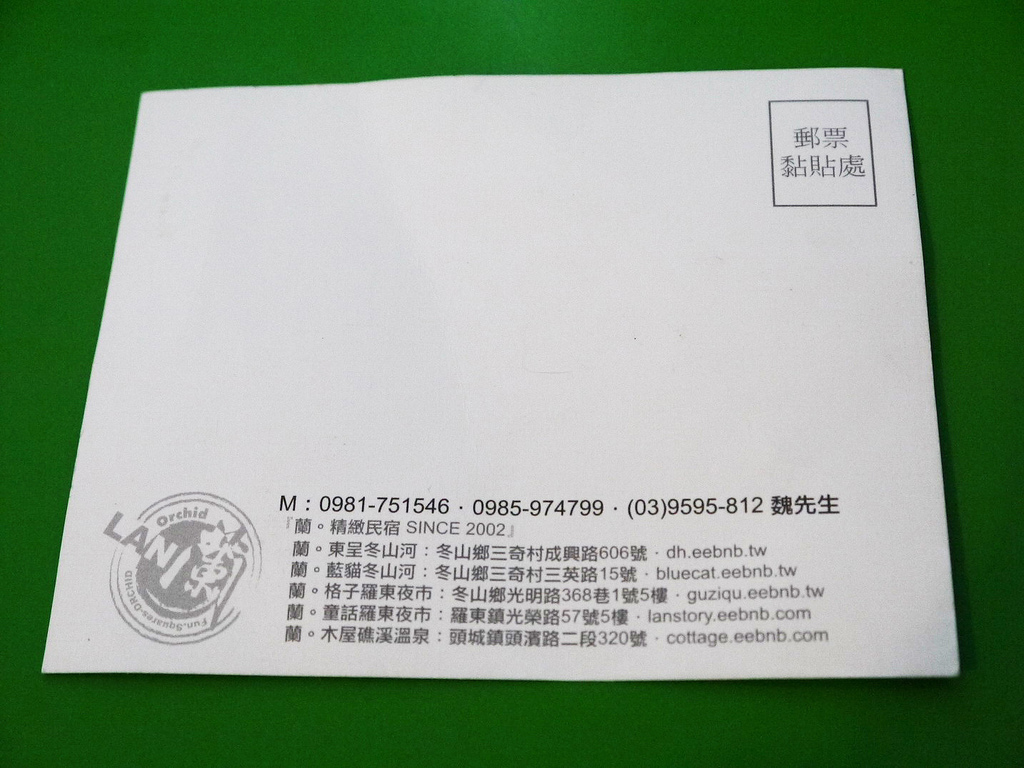 郵票
黏貼處
M：0981-751546 · 0985-974799 · (03)9595-812 魏先生
『蘭。精緻民宿 SINCE 2002』
蘭。東呈冬山河：冬山鄉三奇村成興路606號 · dh.eebnb.tw
蘭。藍貓冬山河：冬山鄉三奇村三英路15號 · bluecat.eebnb.tw
蘭。格子羅東夜市：冬山鄉光明路368巷1號5樓 · guziqu.eebnb.tw
蘭。童話羅東夜市：羅東鎮光榮路57號5樓 · lanstory.eebnb.com
蘭。木屋礁溪溫泉：頭城鎮頭濱路二段320號 · cottage.eebnb.com
Orchid
LAN
Fun.Squares-ORCHID